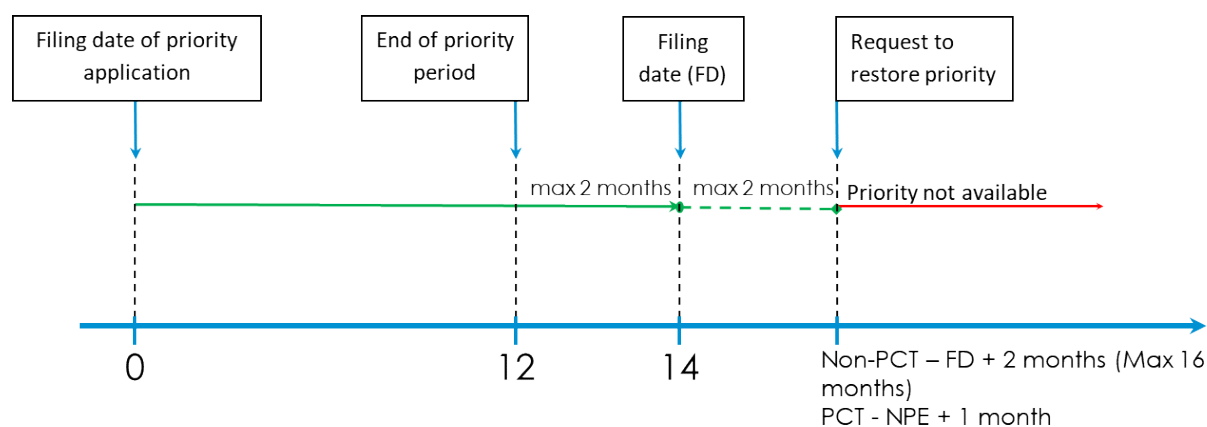 Filing date of priority
application
End of priority
period
Filing
date (FD)
Request to
restore priority
max 2 months
max 2 months
Priority not available
0
12
14
Non-PCT – FD + 2 months (Max 16
months)
PCT - NPE + 1 month